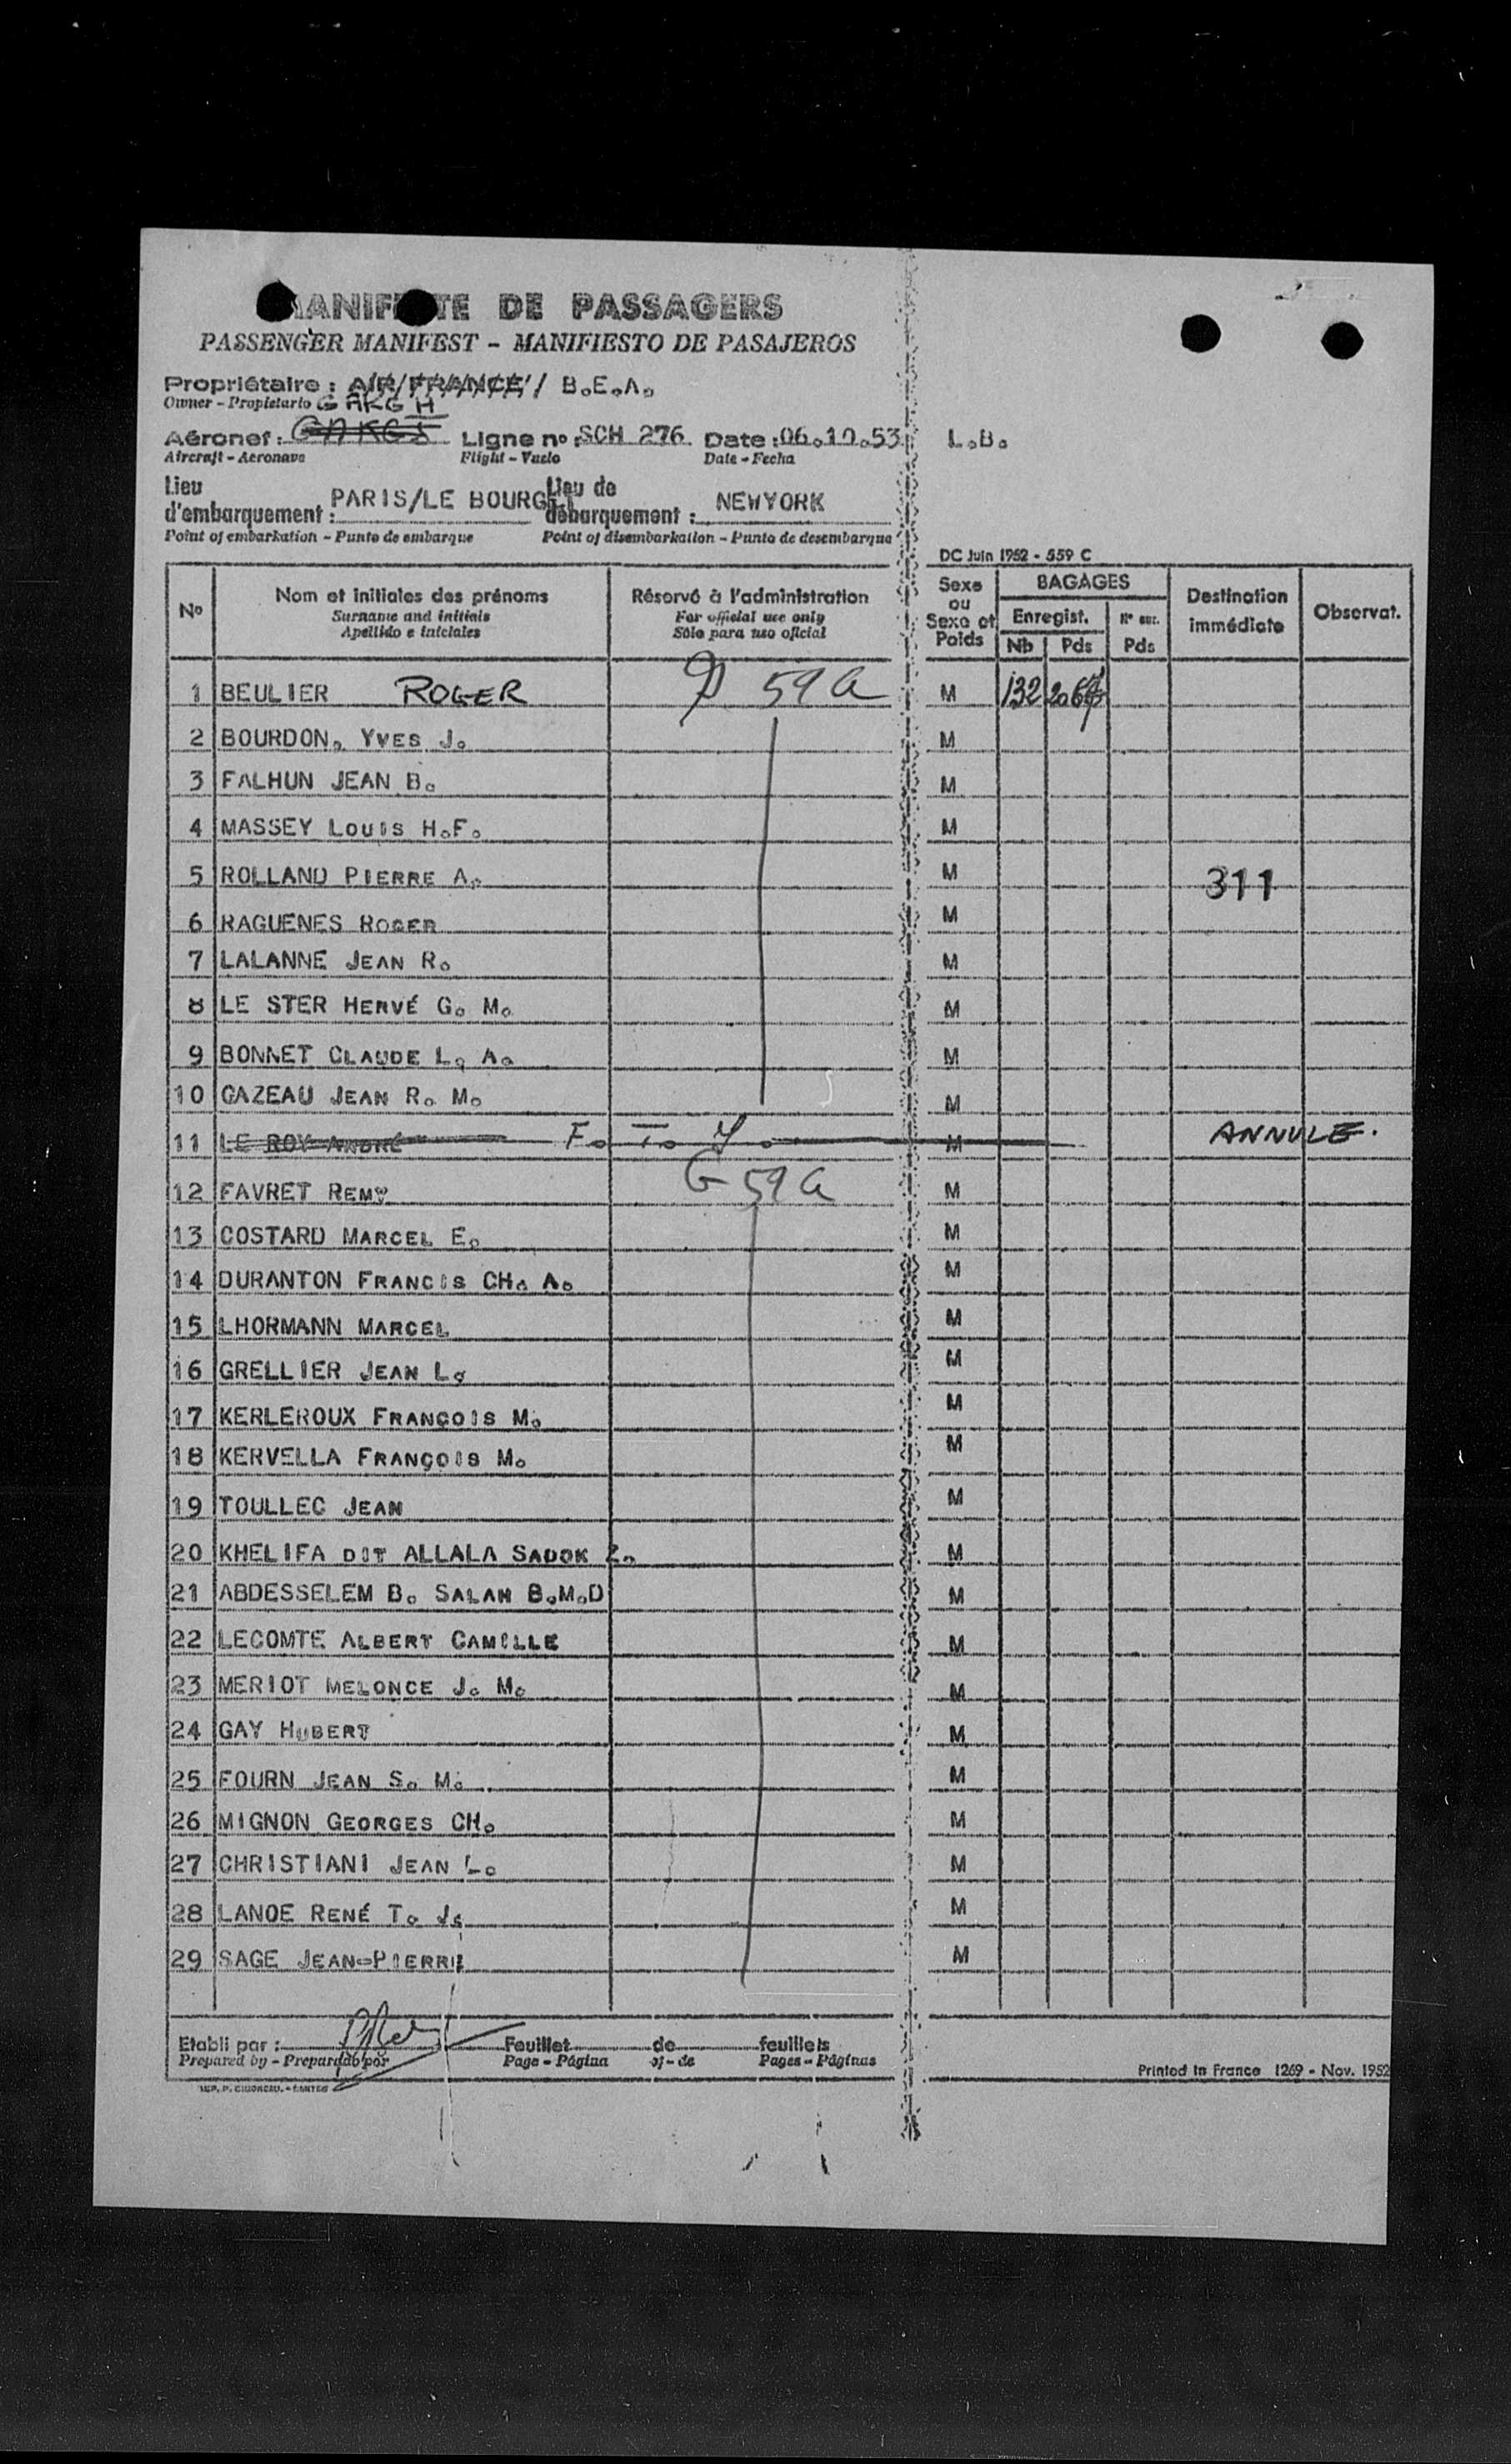 MANIFESTE DE PASSAGERS
PASSENGER MANIFEST - MANIFIESTO DE PASAJEROS
Propriétaire : AIR/FRANCE// B.E.A.
Owner - Propietario G AKG H
Aéronef : GAKGJ Ligne no : SCH 276 Date : 06.10.53 L.B.
Aircraft - Aeronave Flight - Vuelo Date - Fecha
Lieu d'embarquement : PARIS/LE BOURGET Lieu de débarquement : NEWYORK
Point of embarkation - Punto de embarque Point of disembarkation - Punto de desembarque
DC Juin 1952 - 559 C
No Nom et initiales des prénoms Réservé à l'administration Sexe ou Sexe et Poids BAGAGES Destination immédiate Observat.
Surname and initials For official use only Enregist. N° enr.
Apellido e iniciales Sólo para uso oficial Nb Pds Pds
1 BEULIER ROGER P 59 a M 132 2064
2 BOURDON. YVES J. M
3 FALHUN JEAN B. M
4 MASSEY LOUIS H.F. M
5 ROLLAND PIERRE A. M 311
6 RAGUENES ROGER M
7 LALANNE JEAN R. M
8 LE STER HERVÉ G. M. M
9 BONNET CLAUDE L. A. M
10 CAZEAU JEAN R. M. M
11 LE ROY ANDRÉ M ANNULE.
12 FAVRET REMY G 59 a M
13 COSTARD MARCEL E. M
14 DURANTON FRANCIS CH. A. M
15 LHORMANN MARCEL M
16 GRELLIER JEAN L. M
17 KERLEROUX FRANÇOIS M. M
18 KERVELLA FRANÇOIS M. M
19 TOULLEC JEAN M
20 KHELIFA DIT ALLALA SADOK Z. M
21 ABDESSELEM B. SALAH B.M.D M
22 LECOMTE ALBERT CAMILLE M
23 MERIOT MELONCE J. M. M
24 GAY HUBERT M
25 FOURN JEAN S. M. M
26 MIGNON GEORGES CH. M
27 CHRISTIANI JEAN L. M
28 LANOE RENÉ T. J. M
29 SAGE JEAN-PIERRE M
Etabli par : Feuillet de feuillets
Prepared by - Preparado por Page - Página of - de Pages - Páginas
Printed in France 1269 - Nov. 1952